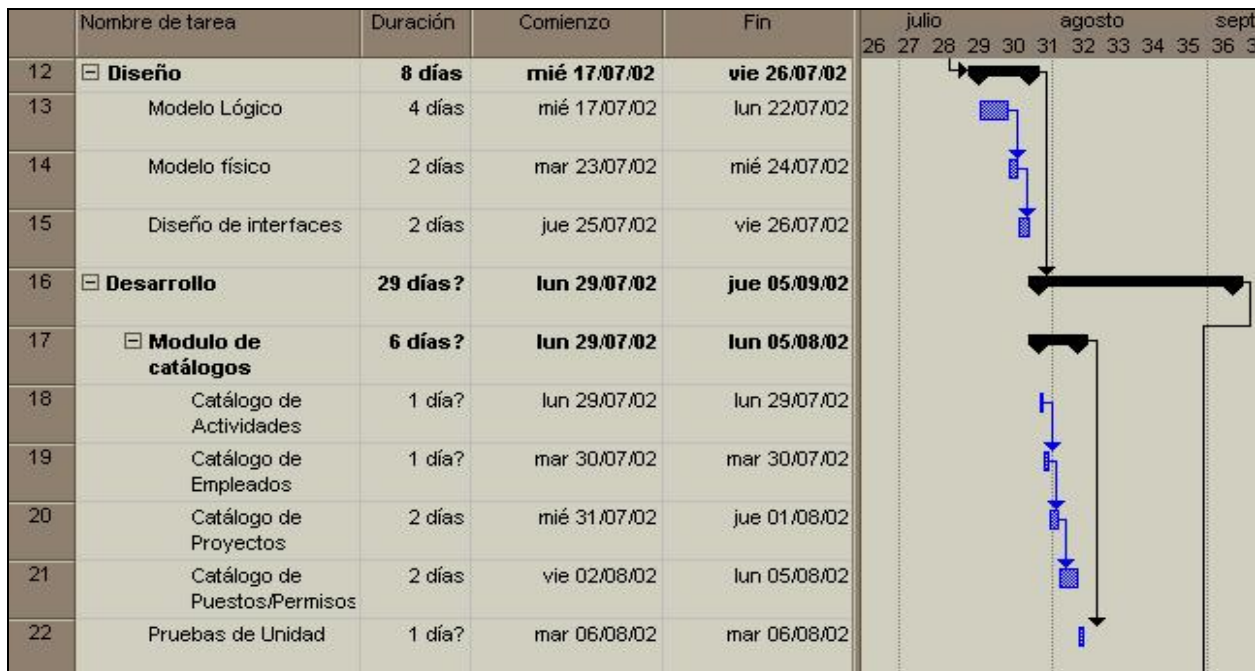 Nombre de tarea Duración Comienzo Fin julio agosto sept
26 27 28 29 30 31 32 33 34 35 36 3
12 Diseño 8 días mié 17/07/02 vie 26/07/02
13 Modelo Lógico 4 días mié 17/07/02 lun 22/07/02
14 Modelo físico 2 días mar 23/07/02 mié 24/07/02
15 Diseño de interfaces 2 días jue 25/07/02 vie 26/07/02
16 Desarrollo 29 días? lun 29/07/02 jue 05/09/02
17 Modulo de 6 días? lun 29/07/02 lun 05/08/02
catálogos
18 Catálogo de 1 día? lun 29/07/02 lun 29/07/02
Actividades
19 Catálogo de 1 día? mar 30/07/02 mar 30/07/02
Empleados
20 Catálogo de 2 días mié 31/07/02 jue 01/08/02
Proyectos
21 Catálogo de 2 días vie 02/08/02 lun 05/08/02
Puestos/Permisos
22 Pruebas de Unidad 1 día? mar 06/08/02 mar 06/08/02